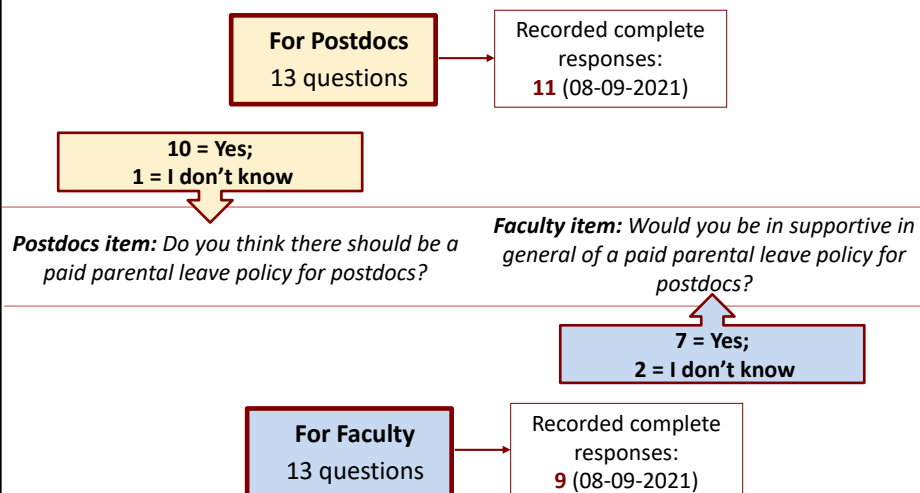 For Postdocs
13 questions
Recorded complete
responses:
11 (08-09-2021)
10 = Yes;
1 = I don’t know
Postdocs item: Do you think there should be a
paid parental leave policy for postdocs?
Faculty item: Would you be in supportive in
general of a paid parental leave policy for
postdocs?
7 = Yes;
2 = I don’t know
For Faculty
13 questions
Recorded complete
responses:
9 (08-09-2021)